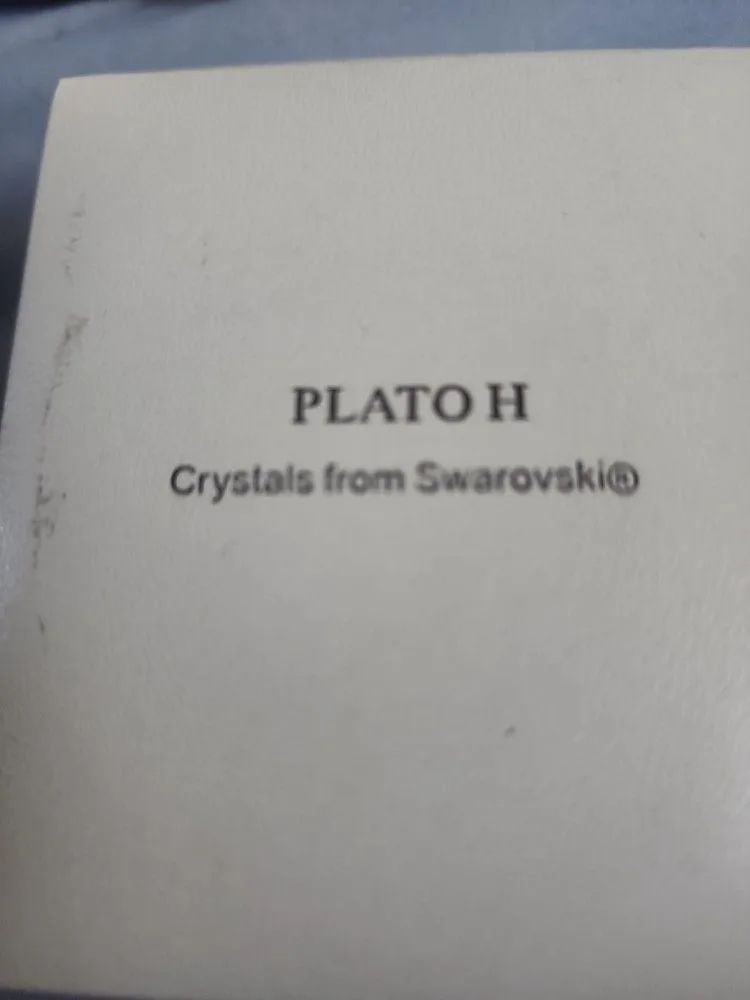 PLATO H
Crystals from Swarovski®